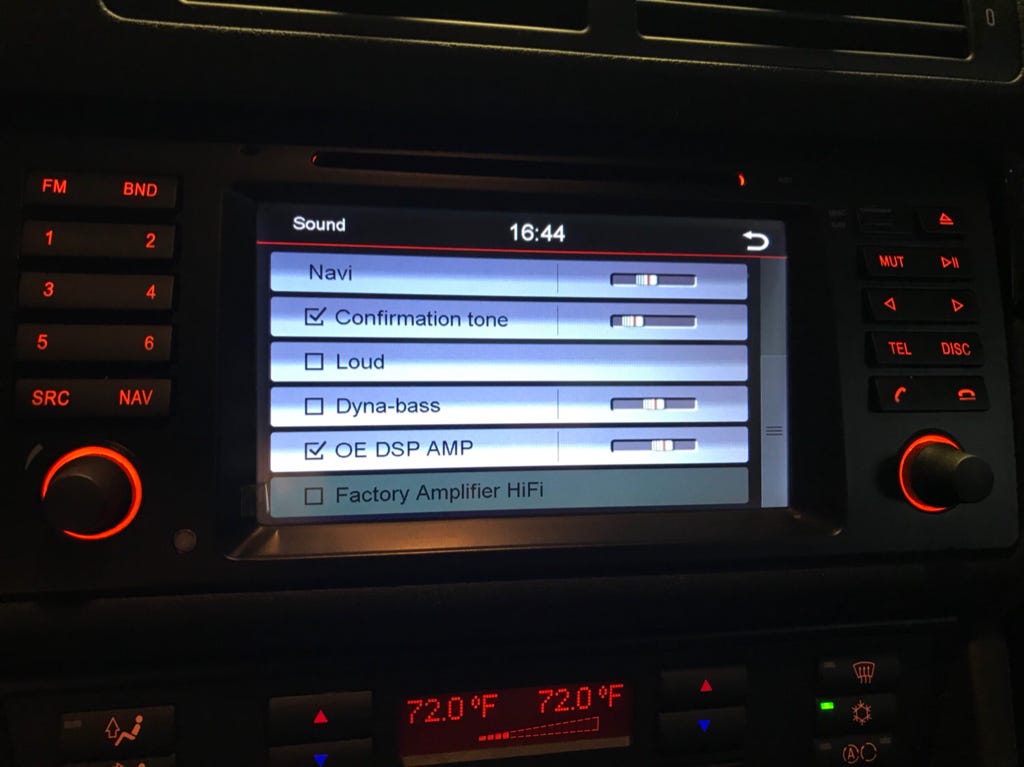 Sound 16:44
Navi
Confirmation tone
Loud
Dyna-bass
OE DSP AMP
Factory Amplifier HiFi
FM BND
1 2
3 4
5 6
SRC NAV
MUT
TEL DISC
72.0°F 72.0°F
A